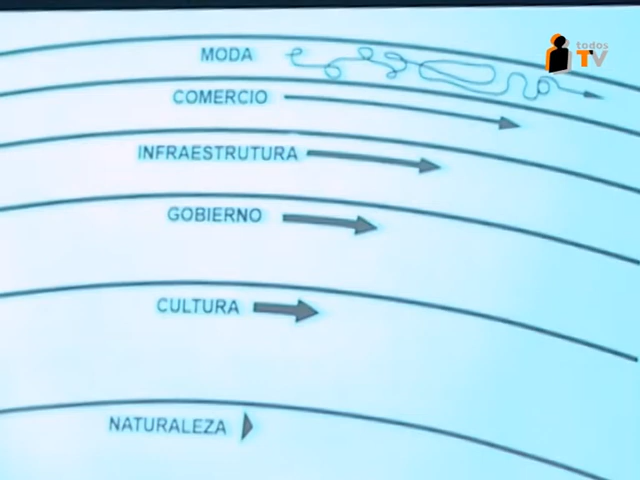 MODA
todos
TV
COMERCIO
INFRAESTRUTURA
GOBIERNO
CULTURA
NATURALEZA